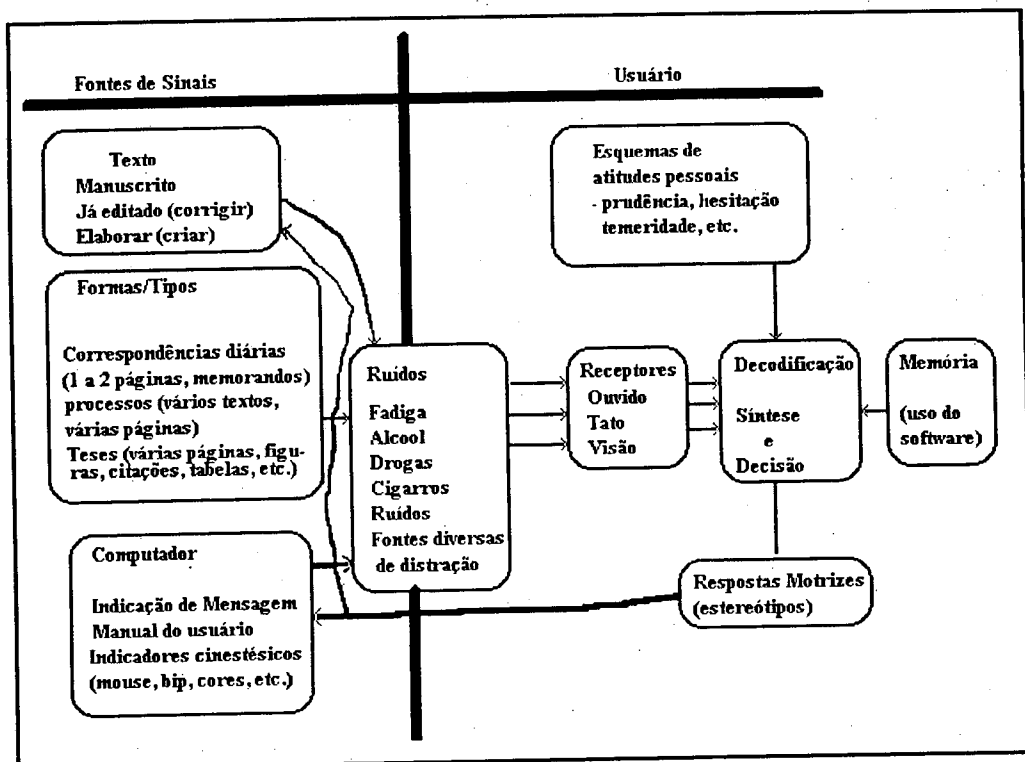 Fontes de Sinais
Usuário
Texto
Manuscrito
Já editado (corrigir)
Elaborar (criar)
Formas/Tipos
Correspondências diárias
(1 a 2 páginas, memorandos)
processos (vários textos,
várias páginas)
Teses (várias páginas, figu-
ras, citações, tabelas, etc.)
Computador
Indicação de Mensagem
Manual do usuário
Indicadores cinestésicos
(mouse, bip, cores, etc.)
Ruídos
Fadiga
Alcool
Drogas
Cigarros
Ruídos
Fontes diversas
de distração
Receptores
Ouvido
Tato
Visão
Esquemas de
atitudes pessoais
- prudência, hesitação
temeridade, etc.
Decodificação
Síntese
e
Decisão
Memória
(uso do
software)
Respostas Motrizes
(estereótipos)